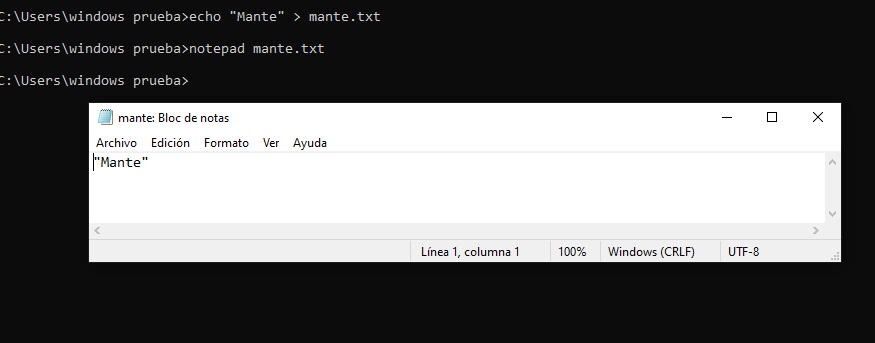 C:\Users\windows prueba>echo "Mante" > mante.txt
C:\Users\windows prueba>notepad mante.txt
C:\Users\windows prueba>
mante: Bloc de notas
Archivo Edición Formato Ver Ayuda
"Mante"
Línea 1, columna 1 100% Windows (CRLF) UTF-8